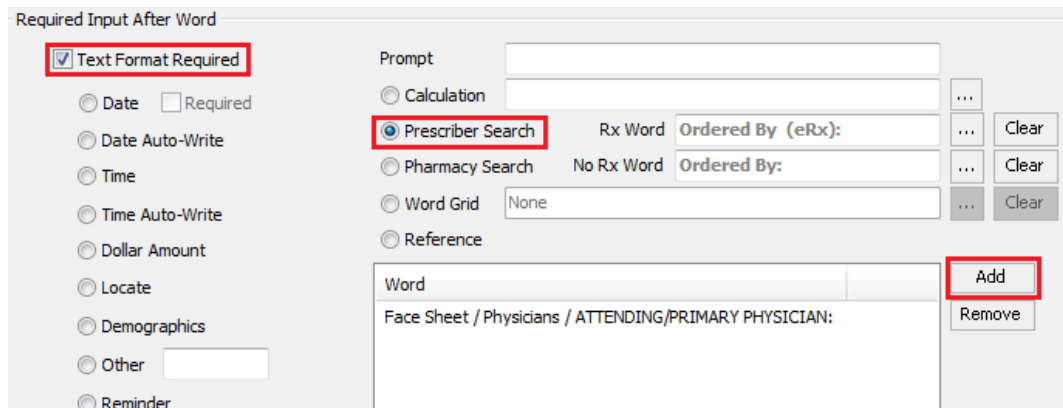 Required Input After Word
Text Format Required
Date Required
Date Auto-Write
Time
Time Auto-Write
Dollar Amount
Locate
Demographics
Other
Reminder
Prompt
Calculation ...
Prescriber Search Rx Word Ordered By (eRx): ... Clear
Pharmacy Search No Rx Word Ordered By: ... Clear
Word Grid None ... Clear
Reference
Word Add
Face Sheet / Physicians / ATTENDING/PRIMARY PHYSICIAN: Remove